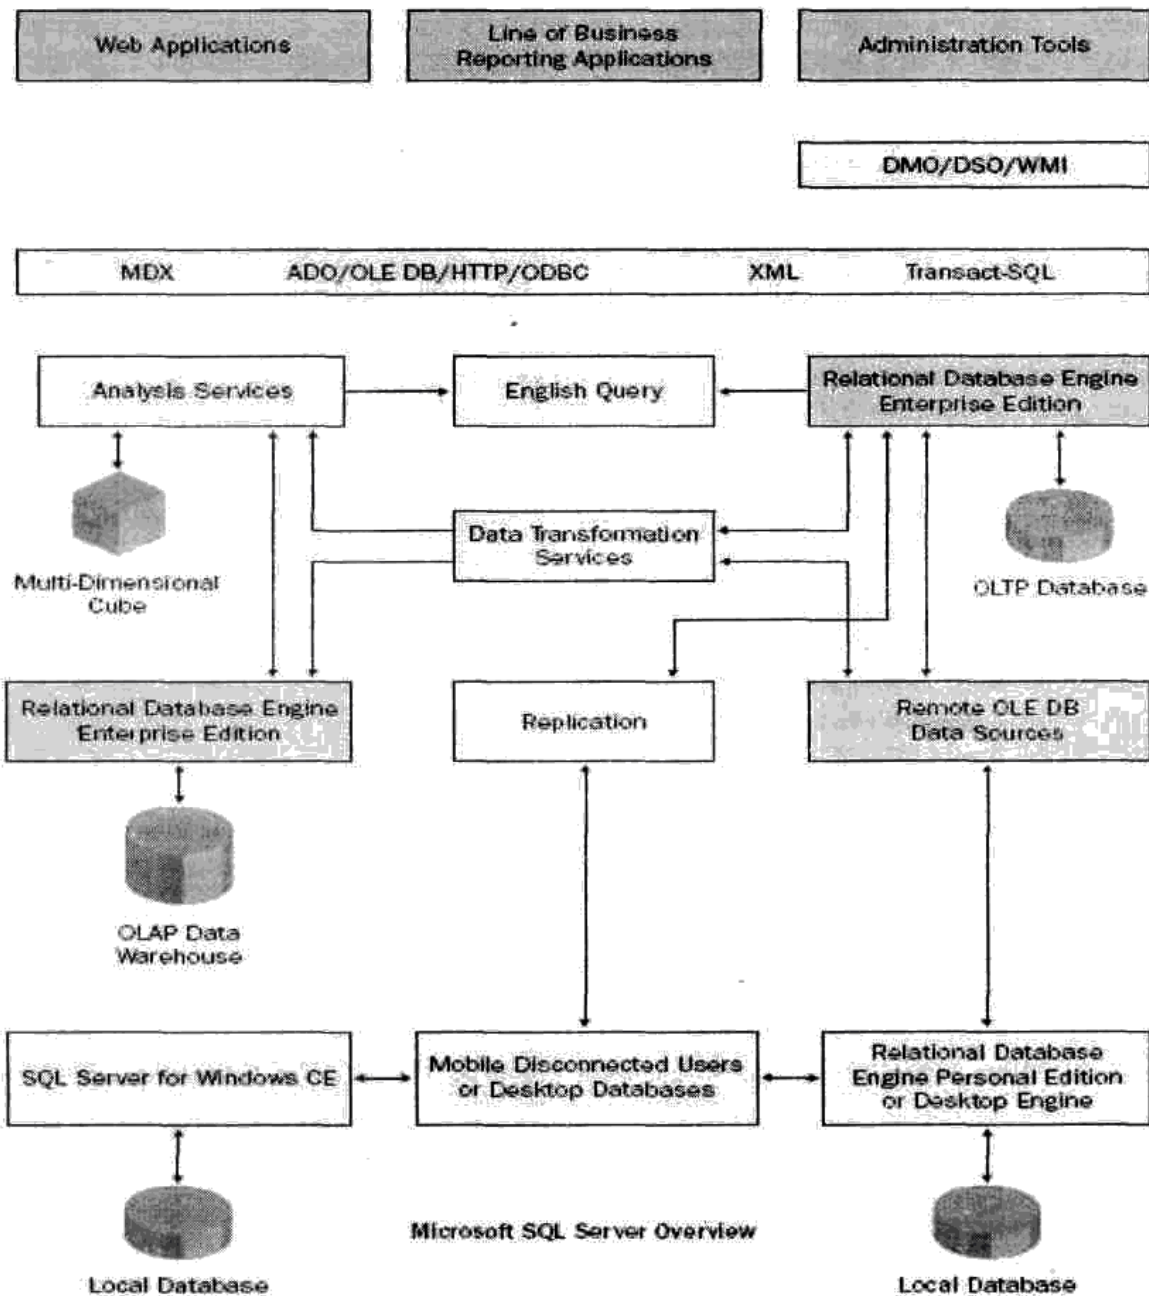 Web Applications
Line of Business
Reporting Applications
Administration Tools
DMO/DSO/WMI
MDX ADO/OLE DB/HTTP/ODBC XML Transact-SQL
Analysis Services
English Query
Relational Database Engine
Enterprise Edition
Data Transformation
Services
Multi-Dimensional
Cube
OLTP Database
Relational Database Engine
Enterprise Edition
Replication
Remote OLE DB
Data Sources
OLAP Data
Warehouse
SQL Server for Windows CE
Mobile Disconnected Users
or Desktop Databases
Relational Database
Engine Personal Edition
or Desktop Engine
Microsoft SQL Server Overview
Local Database
Local Database